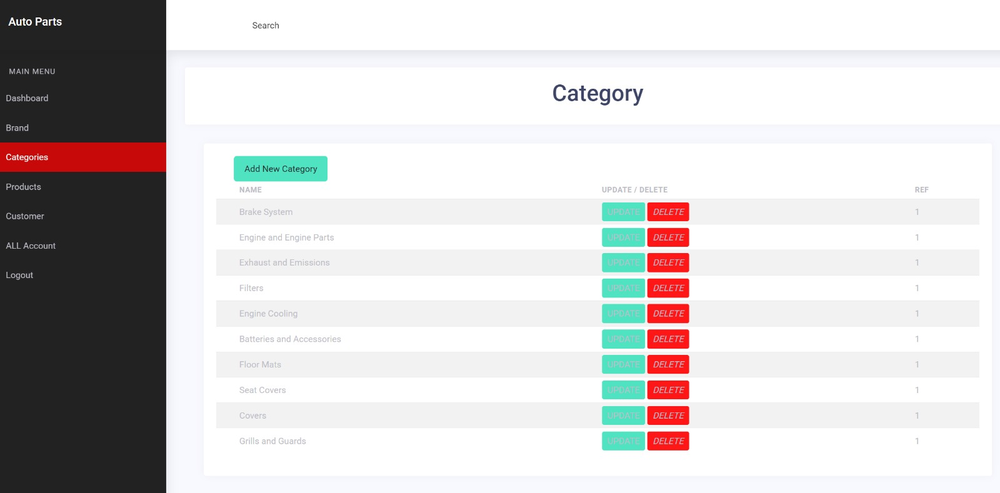 Auto Parts
Search
MAIN MENU
Dashboard
Brand
Categories
Products
Customer
ALL Account
Logout
Category
Add New Category
NAME UPDATE / DELETE REF
Brake System UPDATE DELETE 1
Engine and Engine Parts UPDATE DELETE 1
Exhaust and Emissions UPDATE DELETE 1
Filters UPDATE DELETE 1
Engine Cooling UPDATE DELETE 1
Batteries and Accessories UPDATE DELETE 1
Floor Mats UPDATE DELETE 1
Seat Covers UPDATE DELETE 1
Covers UPDATE DELETE 1
Grills and Guards UPDATE DELETE 1